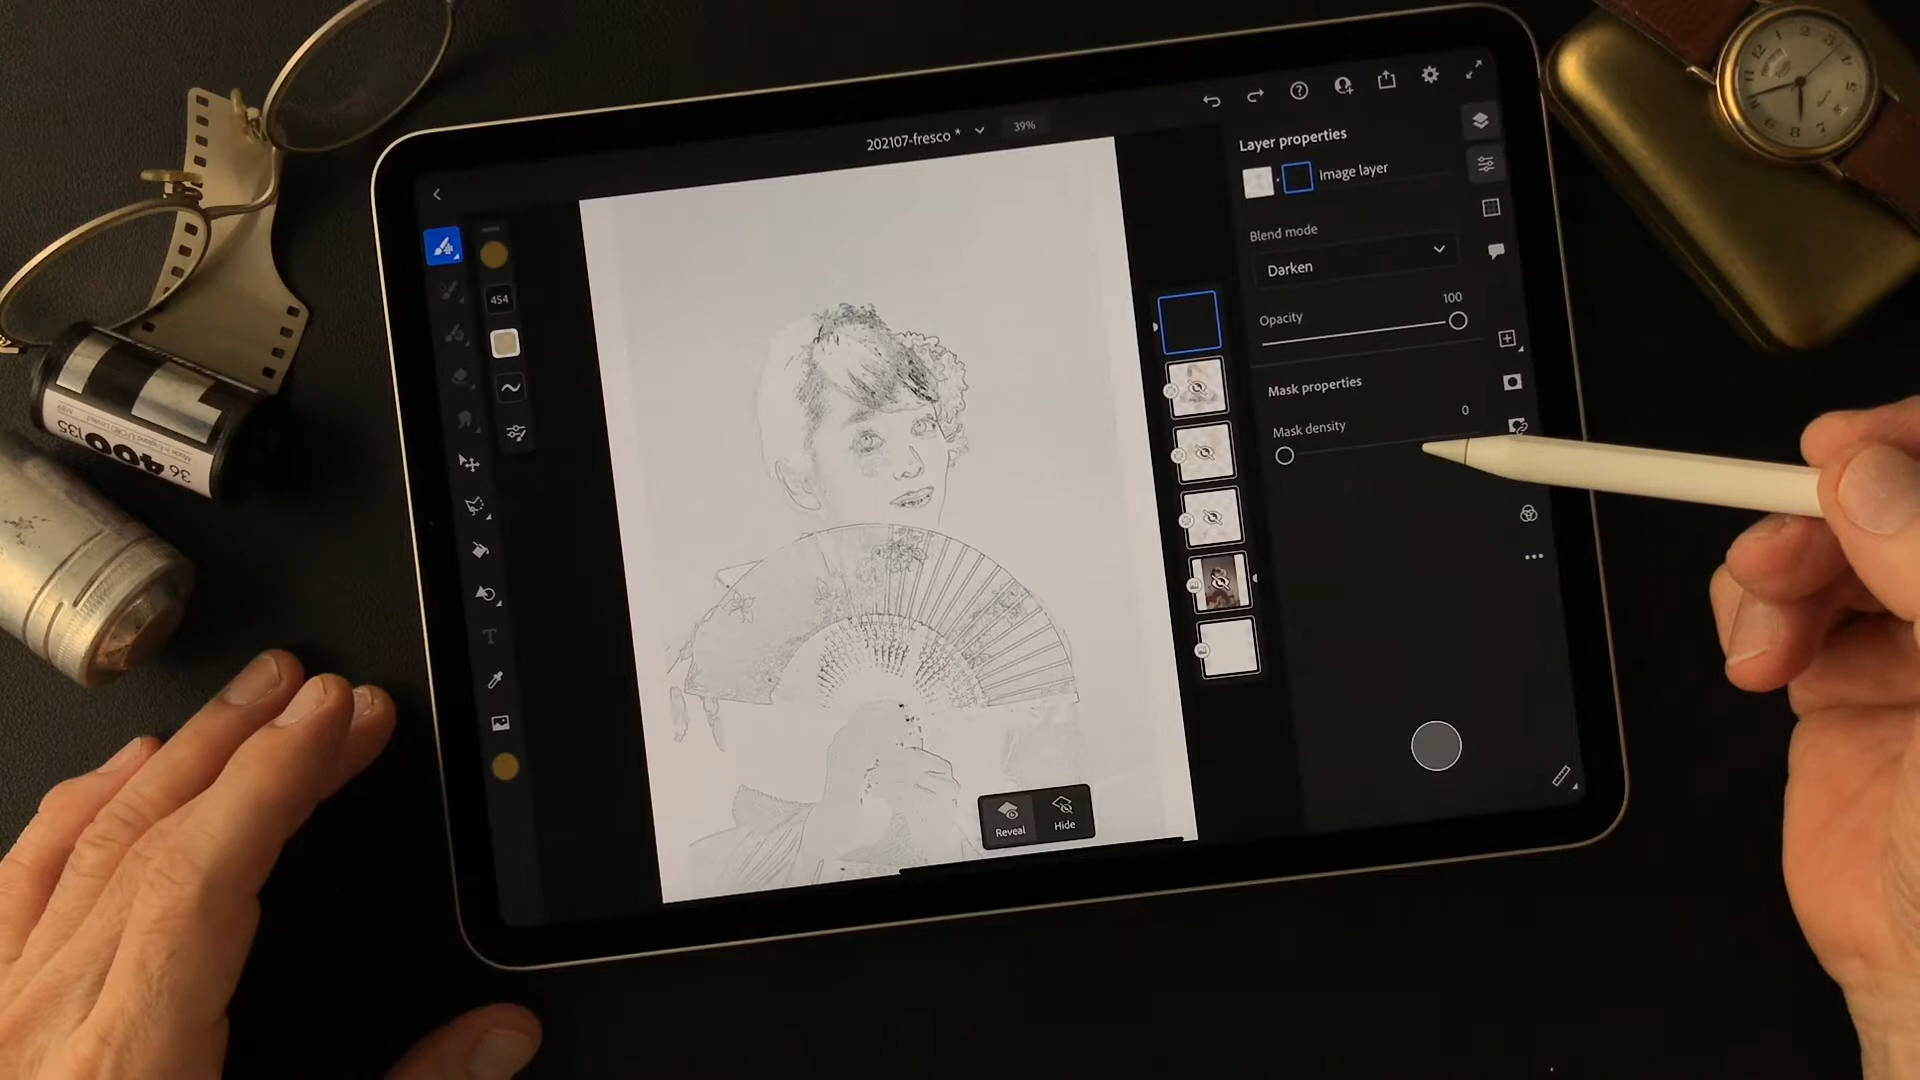 202107-fresco *
39%
Layer properties
Image layer
Blend mode
Darken
100
Opacity
Mask properties
0
Mask density
454
T
Reveal
Hide
400
135
36